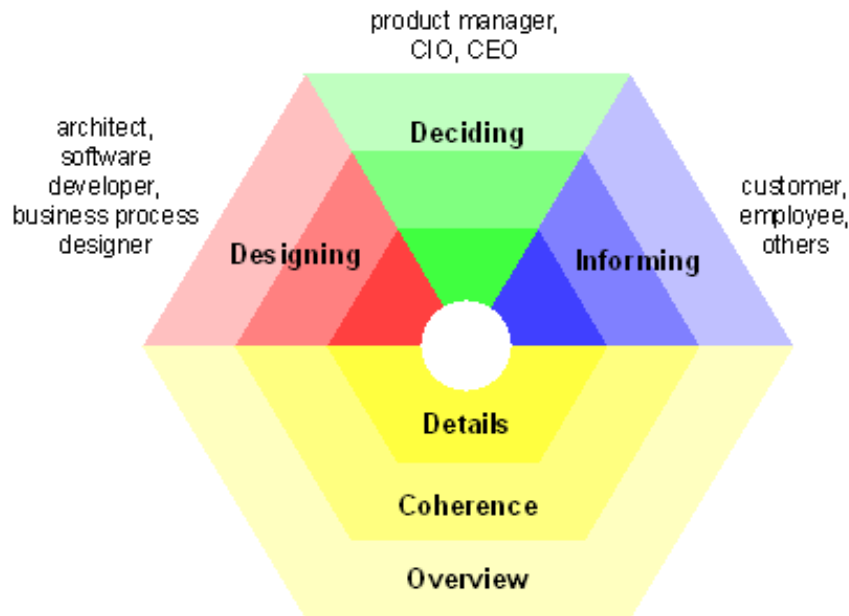 product manager,
CIO, CEO
Deciding
architect,
software
developer,
business process
designer
Designing
customer,
employee,
others
Informing
Details
Coherence
Overview